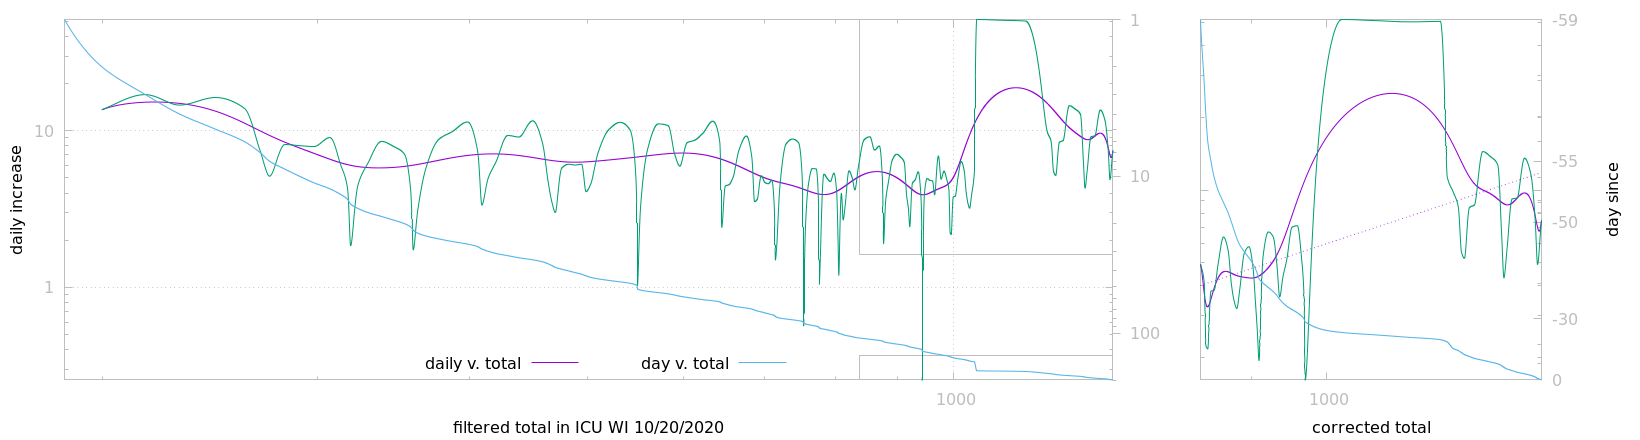 daily increase
10
1
1
10
100
daily v. total
day v. total
1000
filtered total in ICU WI 10/20/2020
-59
-55
-50
-30
0
day since
1000
corrected total